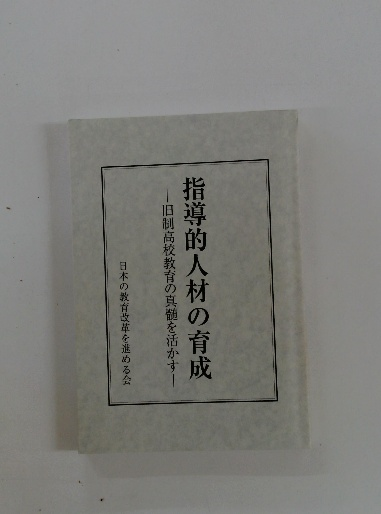 指導的人材の育成
―旧制高校教育の真髄を活かす―
日本の教育改革を進める会